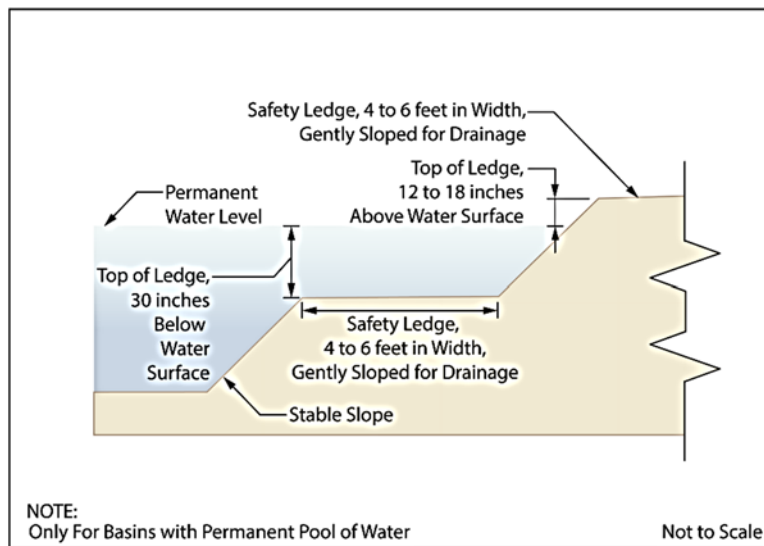 Safety Ledge, 4 to 6 feet in Width,
Gently Sloped for Drainage
Top of Ledge,
12 to 18 inches
Above Water Surface
Permanent
Water Level
Top of Ledge,
30 inches
Below
Water
Surface
Safety Ledge,
4 to 6 feet in Width,
Gently Sloped for Drainage
Stable Slope
NOTE:
Only For Basins with Permanent Pool of Water
Not to Scale